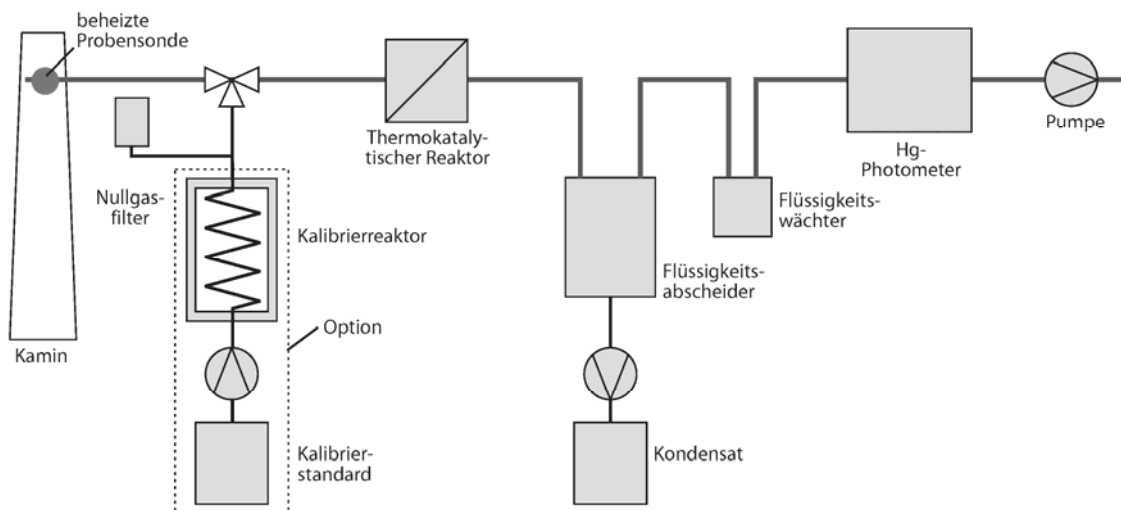 beheizte
Probensonde
Thermokataly-
tischer Reaktor
Hg-
Photometer
Pumpe
Nullgas-
filter
Kalibrierreaktor
Flüssigkeits-
wächter
Flüssigkeits-
abscheider
Option
Kamin
Kalibrier-
standard
Kondensat